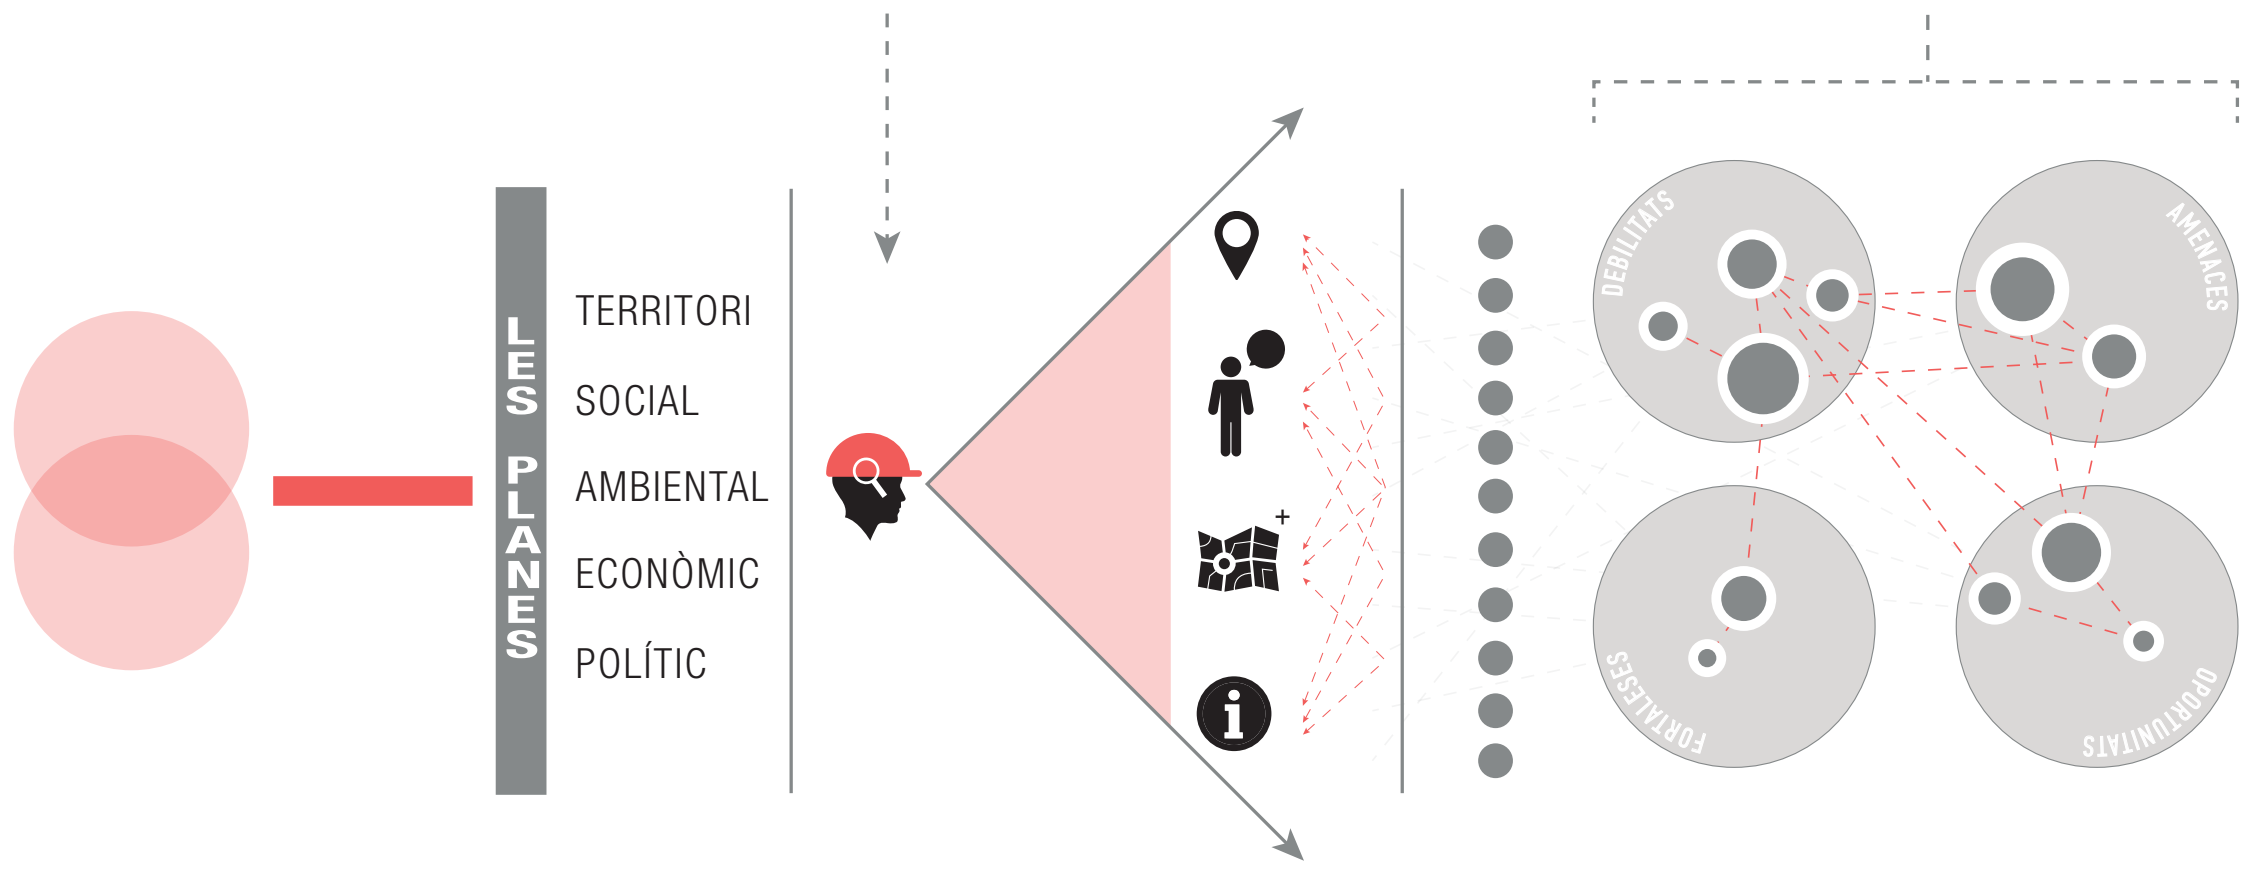 LES PLANES
TERRITORI
SOCIAL
AMBIENTAL
ECONÒMIC
POLÍTIC
+
i
DEBILITATS
AMENACES
FORTALESES
OPORTUNITATS